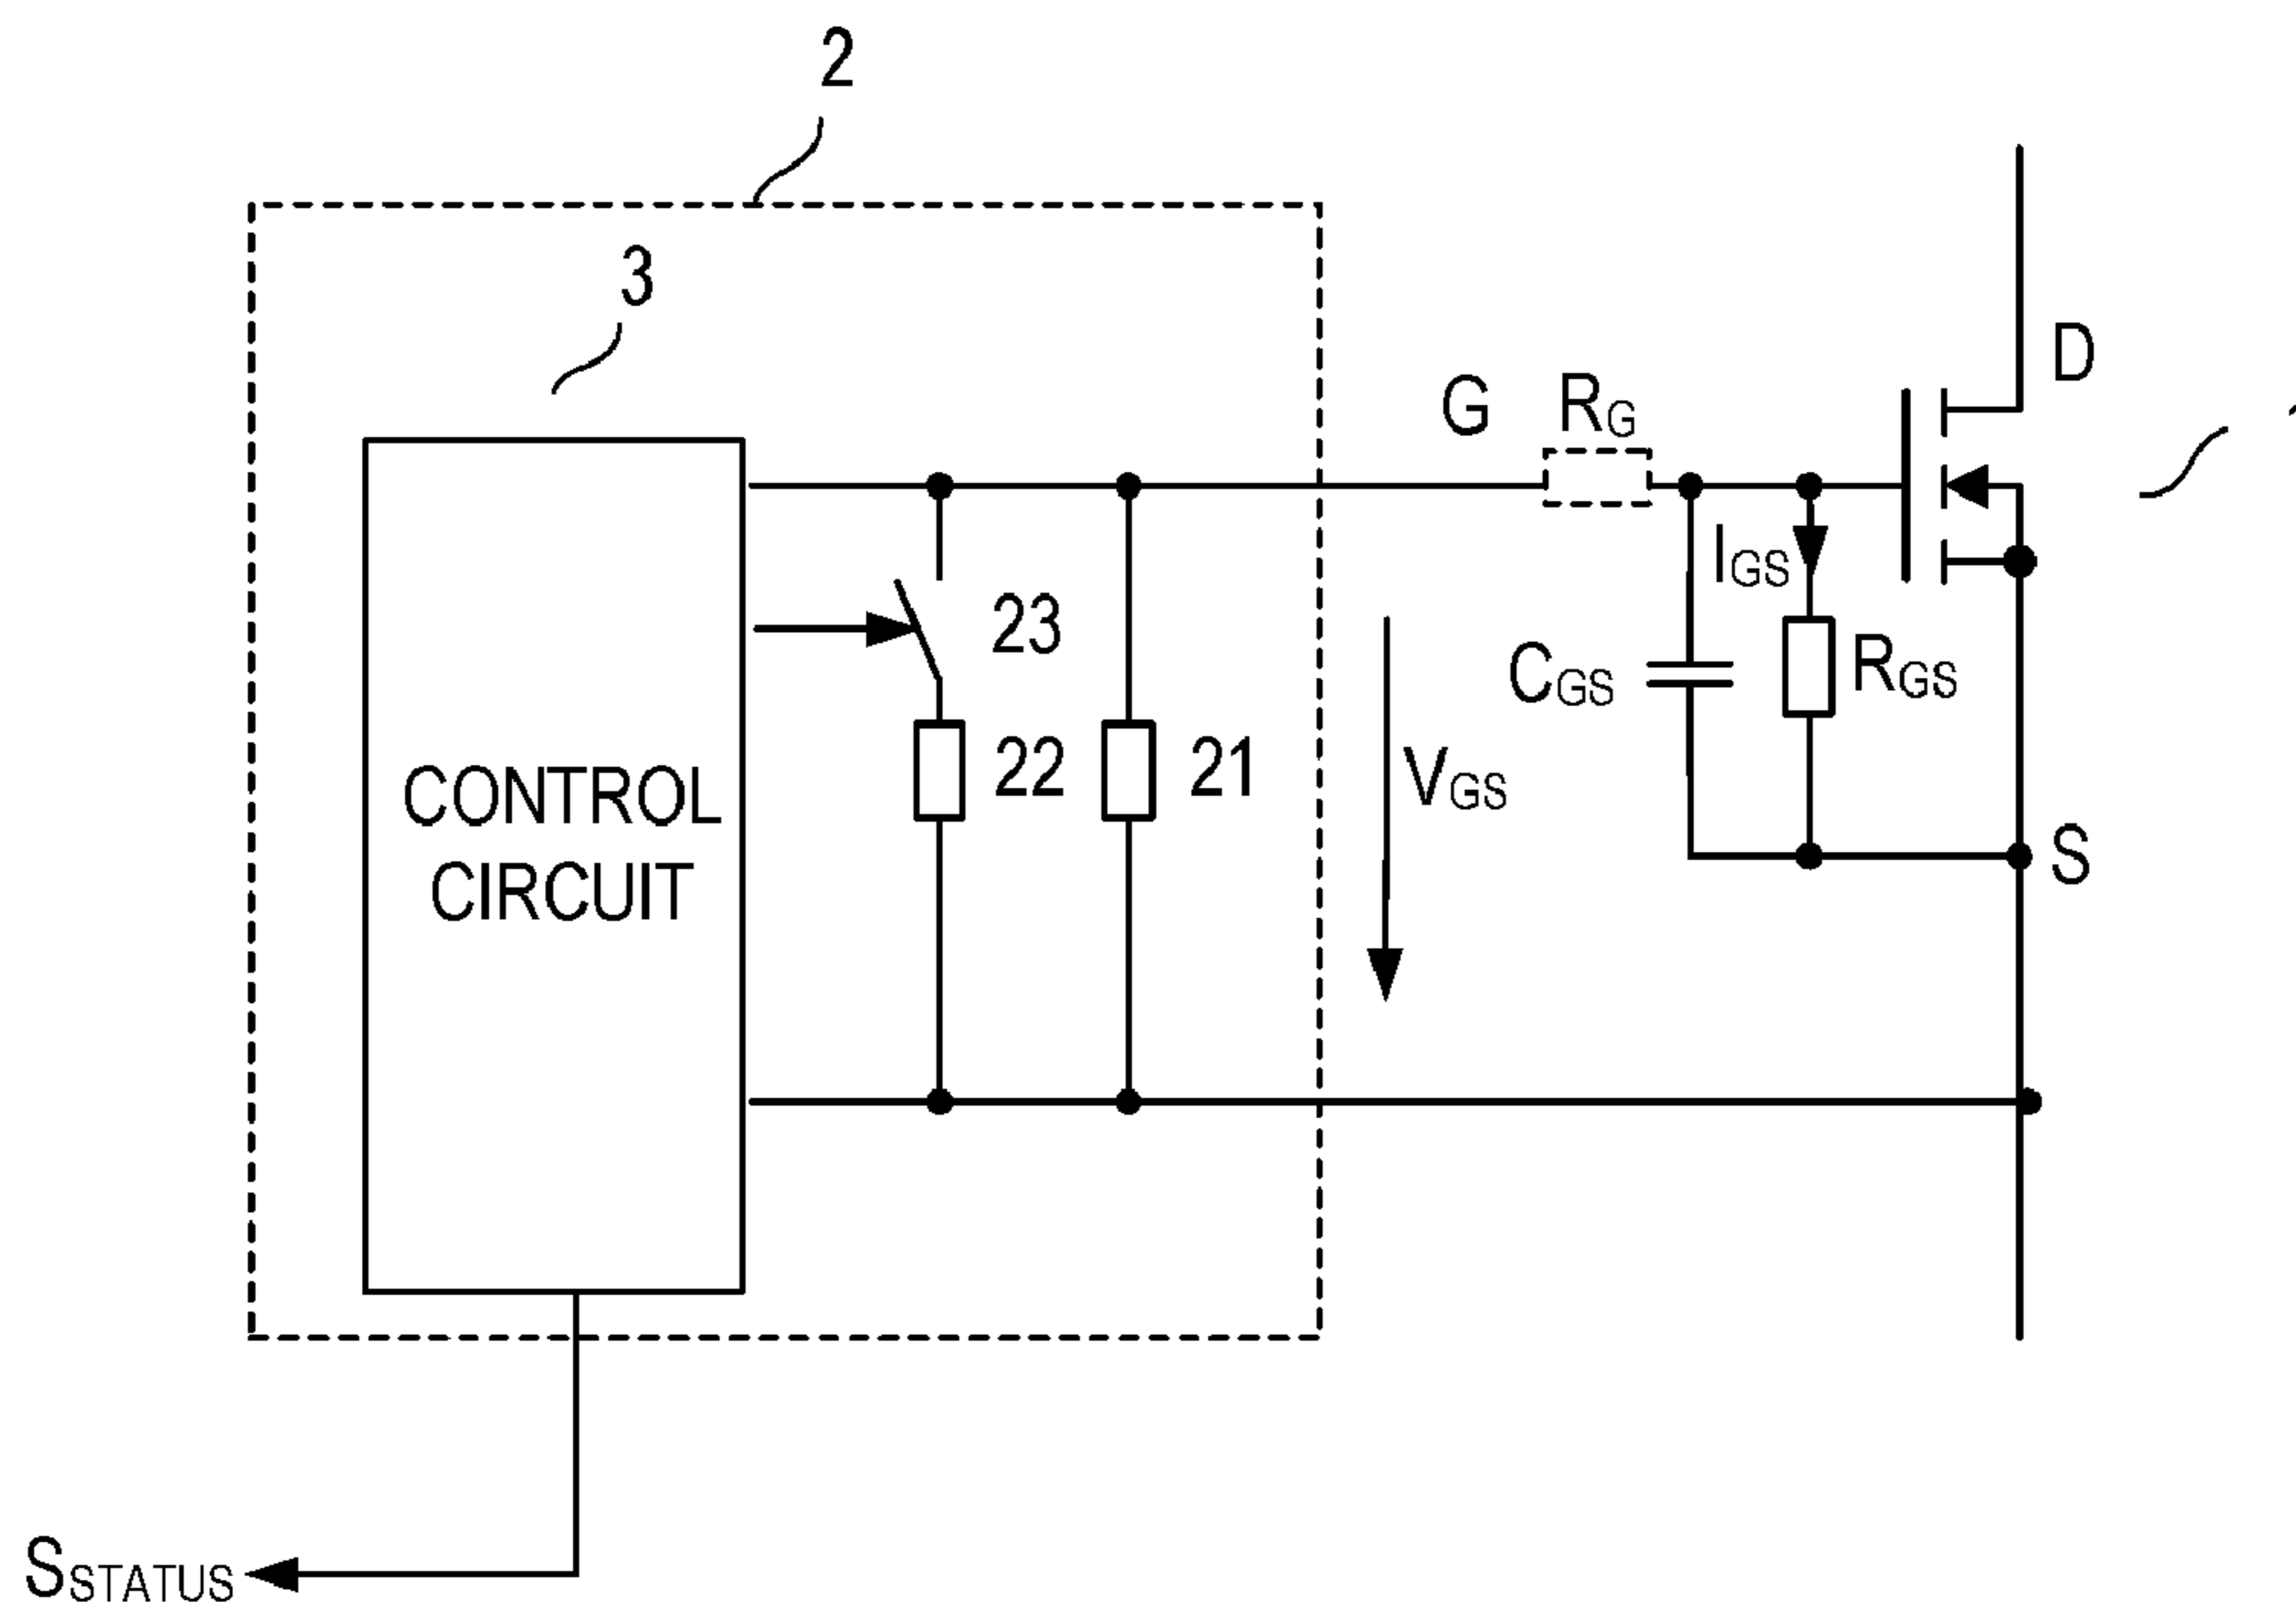 2
3
D
G
RG
IGS
23
CGS
RGS
22
21
VGS
CONTROL
CIRCUIT
S
SSTATUS